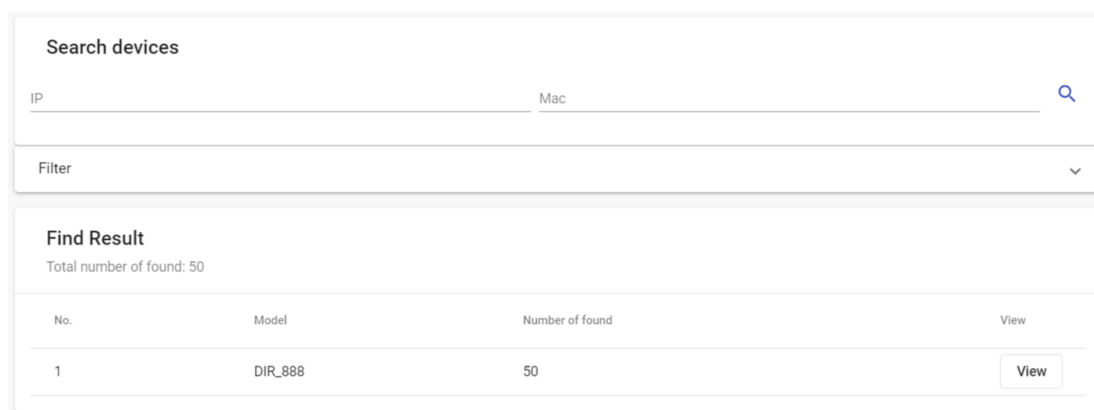 Search devices
IP Mac
Filter
Find Result
Total number of found: 50
No. Model Number of found View
1 DIR_888 50 View